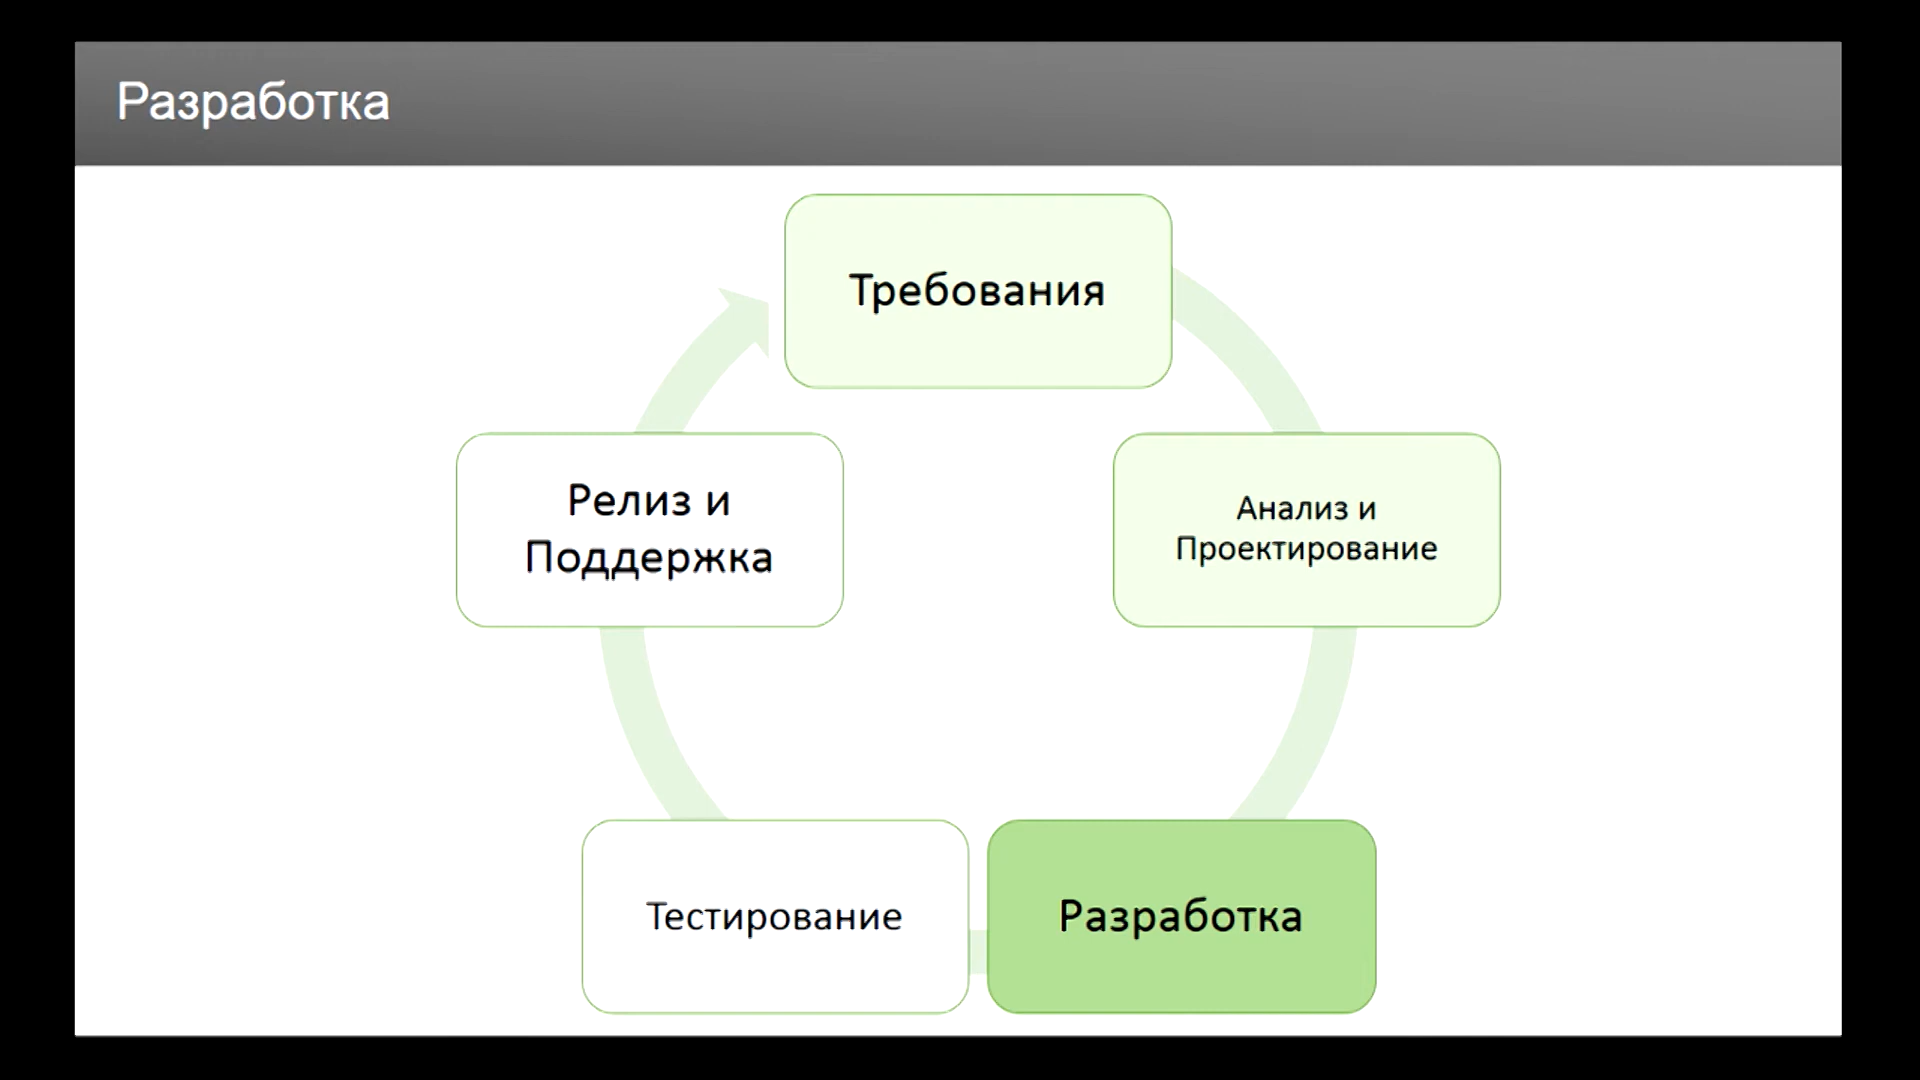 Разработка
Требования
Анализ и
Проектирование
Разработка
Тестирование
Релиз и
Поддержка